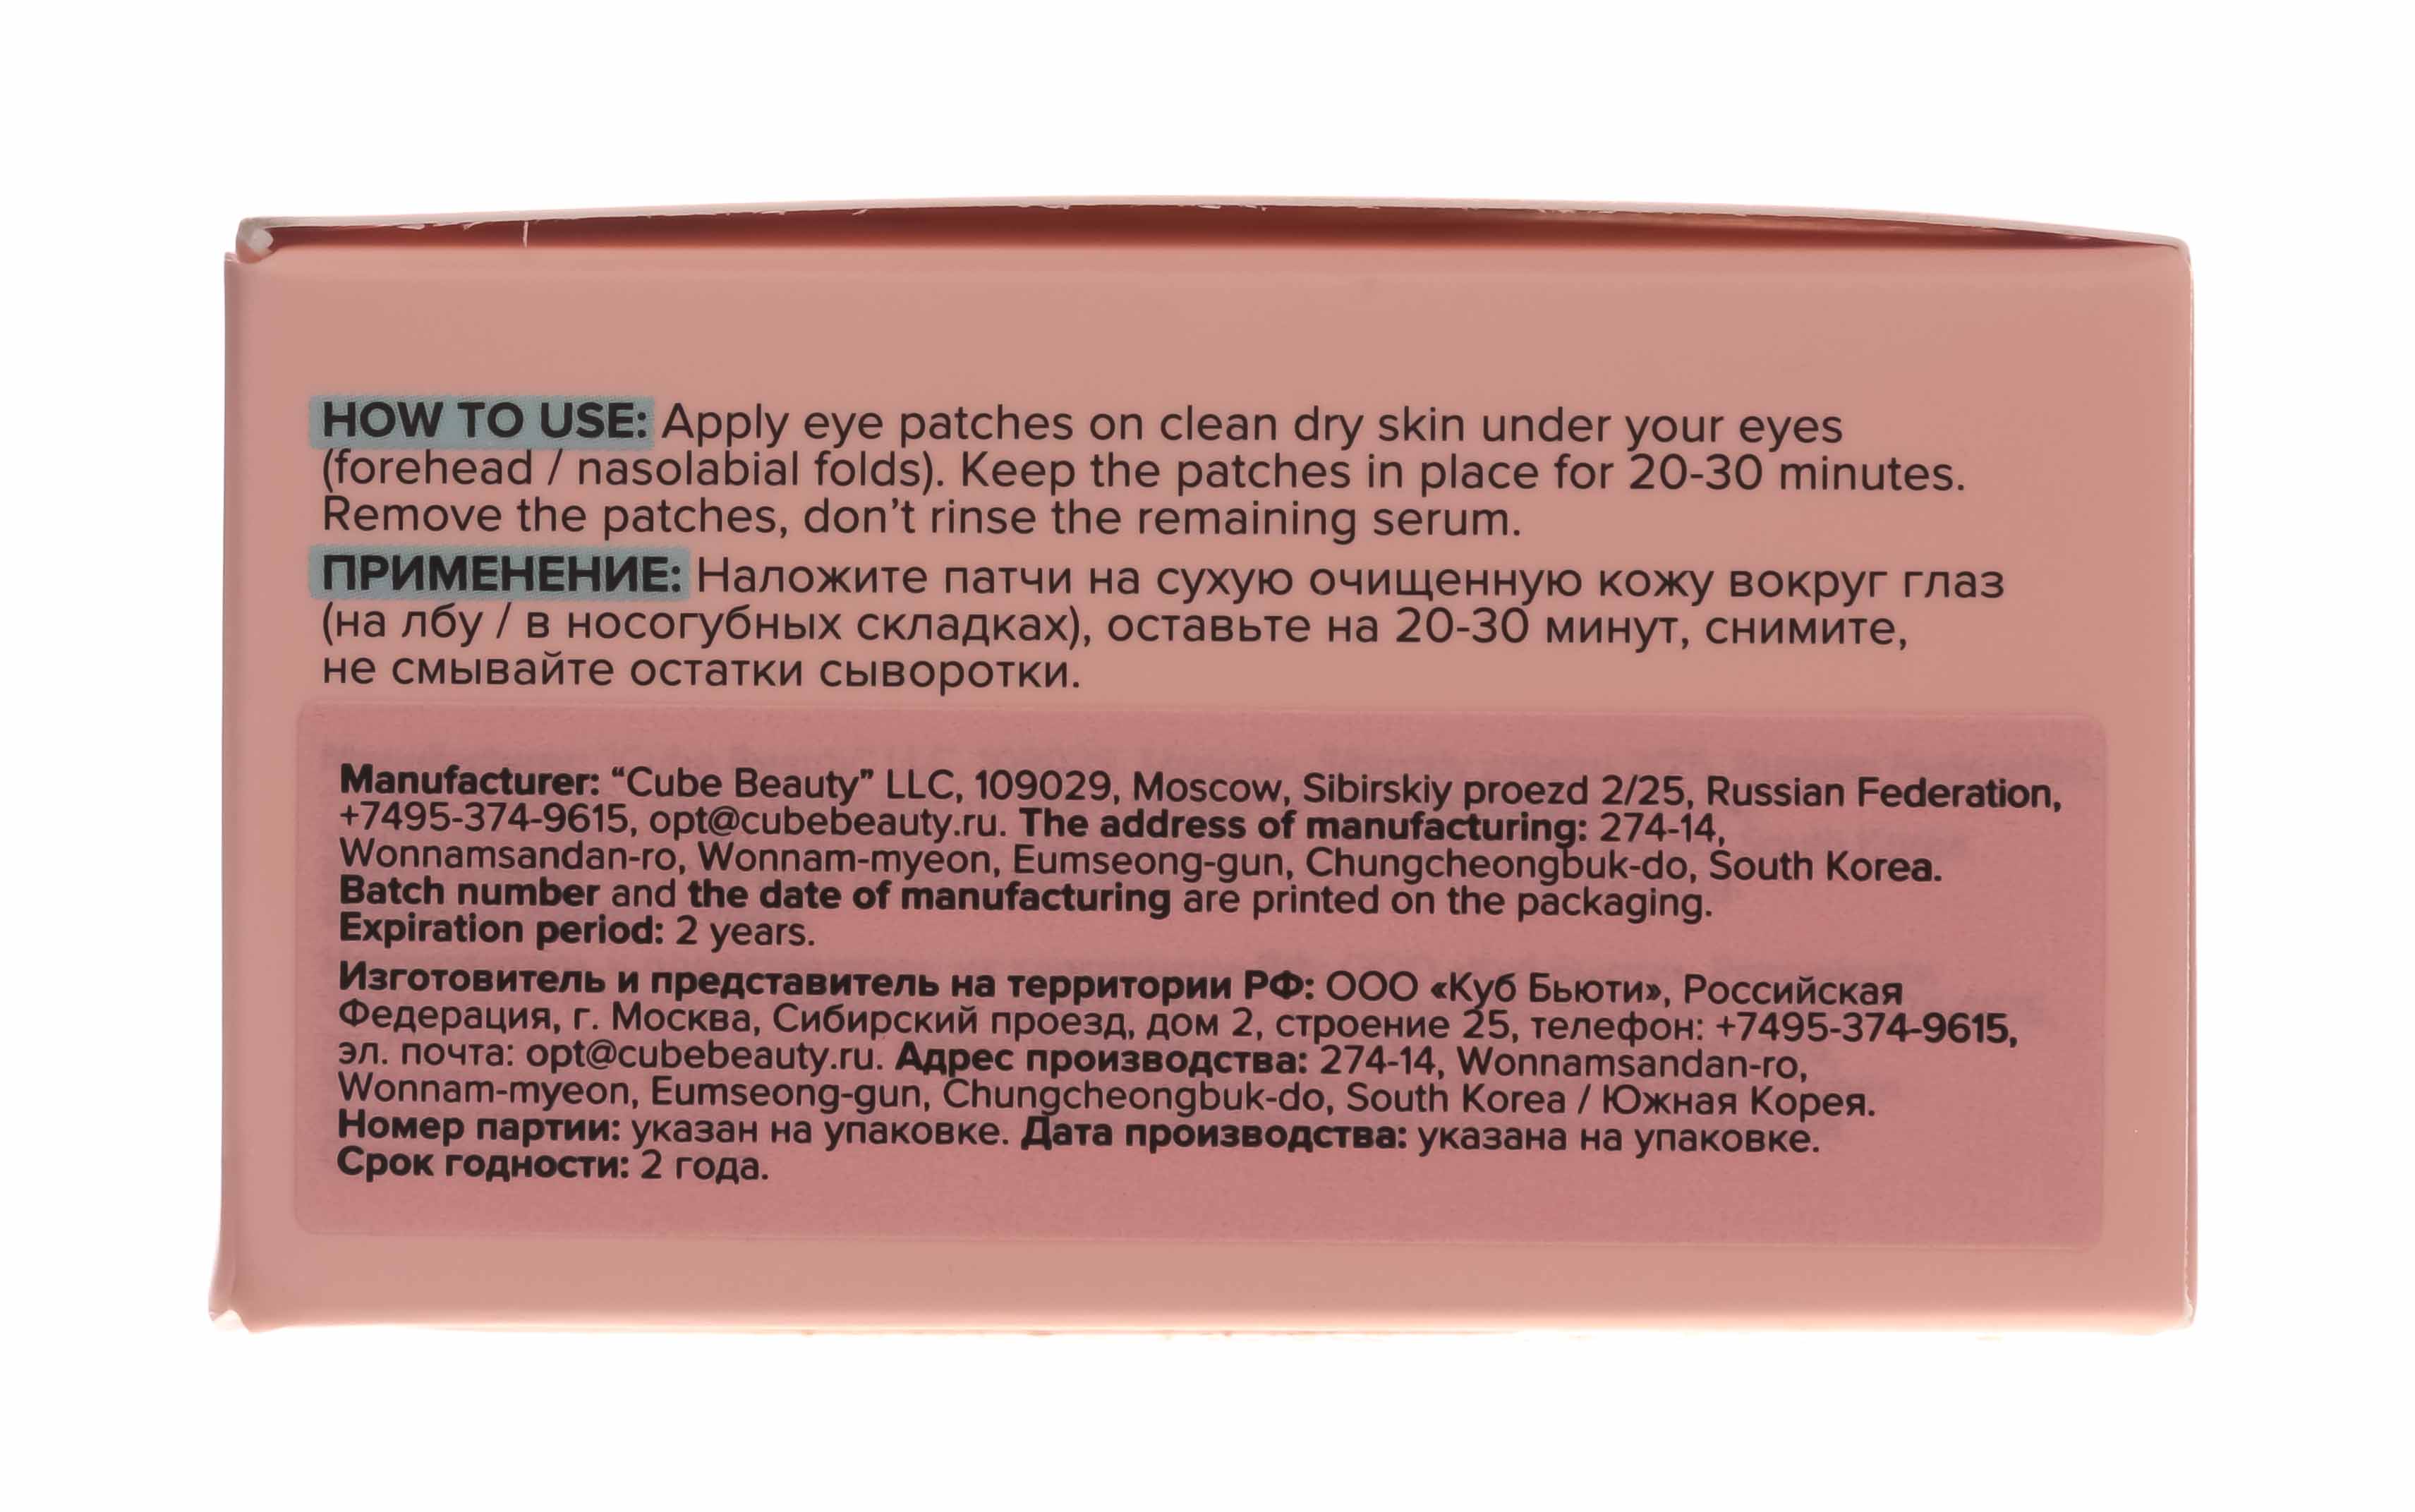 HOW TO USE: Apply eye patches on clean dry skin under your eyes
(forehead / nasolabial folds). Keep the patches in place for 20-30 minutes.
Remove the patches, don't rinse the remaining serum.
ПРИМЕНЕНИЕ: Наложите патчи на сухую очищенную кожу вокруг глаз
(на лбу / в носогубных складках), оставьте на 20-30 минут, снимите,
не смывайте остатки сыворотки.
Manufacturer: “Cube Beauty” LLC, 109029, Moscow, Sibirskiy proezd 2/25, Russian Federation,
+7495-374-9615, opt@cubebeauty.ru. The address of manufacturing: 274-14,
Wonnamsandan-ro, Wonnam-myeon, Eumseong-gun, Chungcheongbuk-do, South Korea.
Batch number and the date of manufacturing are printed on the packaging.
Expiration period: 2 years.
Изготовитель и представитель на территории РФ: ООО «Куб Бьюти», Российская
Федерация, г. Москва, Сибирский проезд, дом 2, строение 25, телефон: +7495-374-9615,
эл. почта: opt@cubebeauty.ru. Адрес производства: 274-14, Wonnamsandan-ro,
Wonnam-myeon, Eumseong-gun, Chungcheongbuk-do, South Korea / Южная Корея.
Номер партии: указан на упаковке. Дата производства: указана на упаковке.
Срок годности: 2 года.